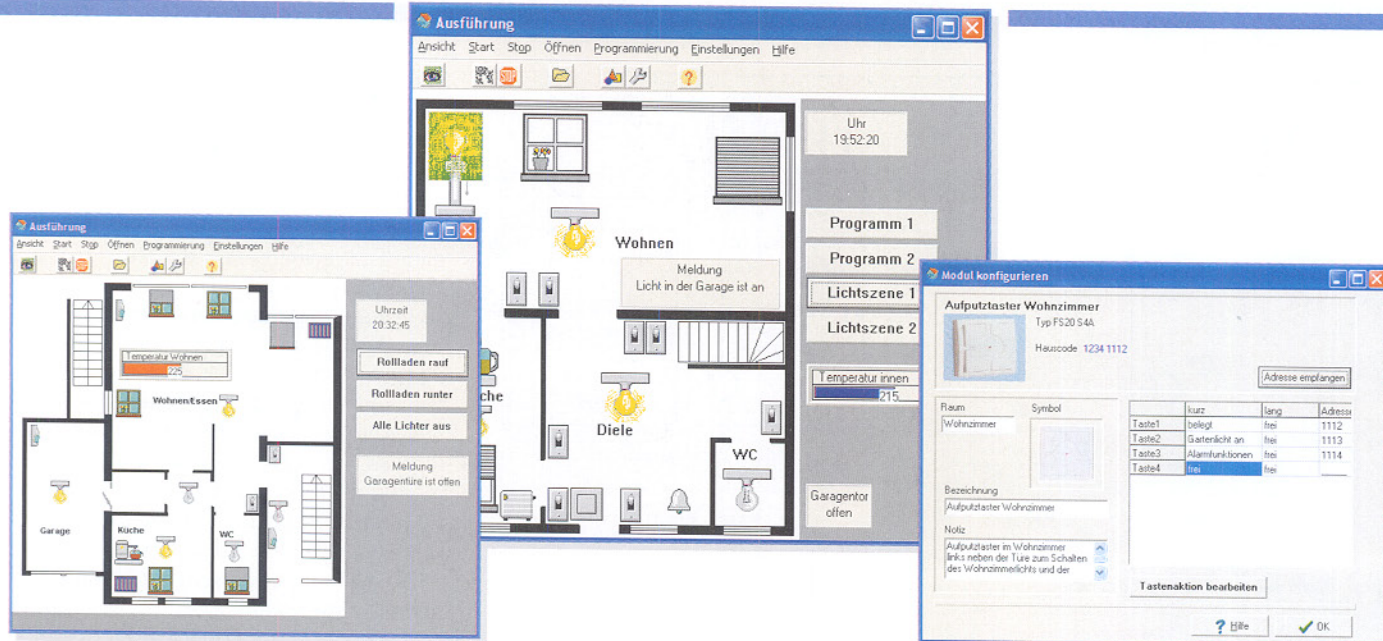 Ausführung
Ansicht Start Stop Öffnen Programmierung Einstellungen Hilfe
STOP
?
Uhr
19:52:20
Programm 1
Programm 2
Lichtszene 1
Lichtszene 2
Temperatur innen
215
Garagentor
offen
Wohnen
Meldung
Licht in der Garage ist an
che
Diele
WC
Ausführung
Ansicht Start Stop Öffnen Programmierung Einstellungen Hilfe
STOP
?
Uhrzeit
20:32:45
Rollladen rauf
Rollladen runter
Alle Lichter aus
Meldung
Garagentüre ist offen
Temperatur Wohnen
225
Wohnen/Essen
Garage
Küche
WC
Modul konfigurieren
Aufputztaster Wohnzimmer
Typ FS20 S4A
Hauscode 1234 1112
Adresse empfangen
Raum
Wohnzimmer
Symbol
Bezeichnung
Aufputztaster Wohnzimmer
Notiz
Aufputztaster im Wohnzimmer
links neben der Türe zum Schalten
des Wohnzimmerlichts und der
kurz lang Adresse
Taste1 belegt frei 1112
Taste2 Gartenlicht an frei 1113
Taste3 Alarmfunktionen frei 1114
Taste4 frei frei
Tastenaktion bearbeiten
? Hilfe
OK